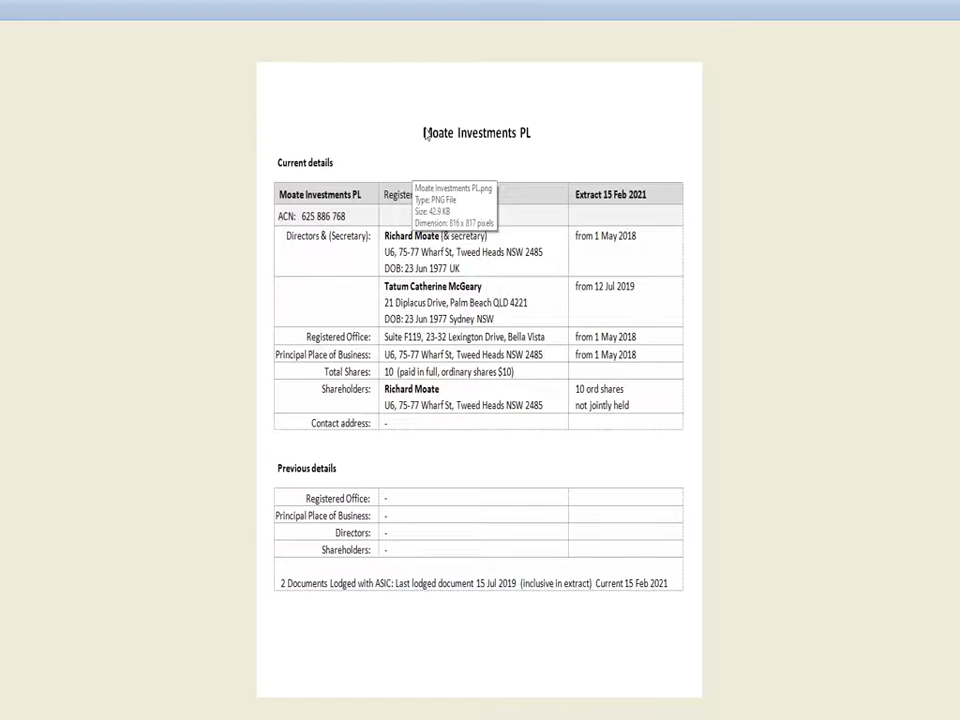 Moate Investments PL
Current details
Moate Investments PL Extract 15 Feb 2021
Moate Investments PL.png
Type: PNG File
Size: 42.9 KB
Dimension: 816 x 817 pixels
ACN: 625 886 768
Directors & (Secretary): Richard Moate (& secretary) from 1 May 2018
U6, 75-77 Wharf St, Tweed Heads NSW 2485
DOB: 23 Jun 1977 UK
Tatum Catherine McGeary from 12 Jul 2019
21 Diplacus Drive, Palm Beach QLD 4221
DOB: 23 Jun 1977 Sydney NSW
Registered Office: Suite F119, 23-32 Lexington Drive, Bella Vista from 1 May 2018
Principal Place of Business: U6, 75-77 Wharf St, Tweed Heads NSW 2485 from 1 May 2018
Total Shares: 10 (paid in full, ordinary shares $10)
Shareholders: Richard Moate 10 ord shares
U6, 75-77 Wharf St, Tweed Heads NSW 2485 not jointly held
Contact address: -
Previous details
Registered Office: -
Principal Place of Business: -
Directors: -
Shareholders: -
2 Documents Lodged with ASIC: Last lodged document 15 Jul 2019 (inclusive in extract) Current 15 Feb 2021